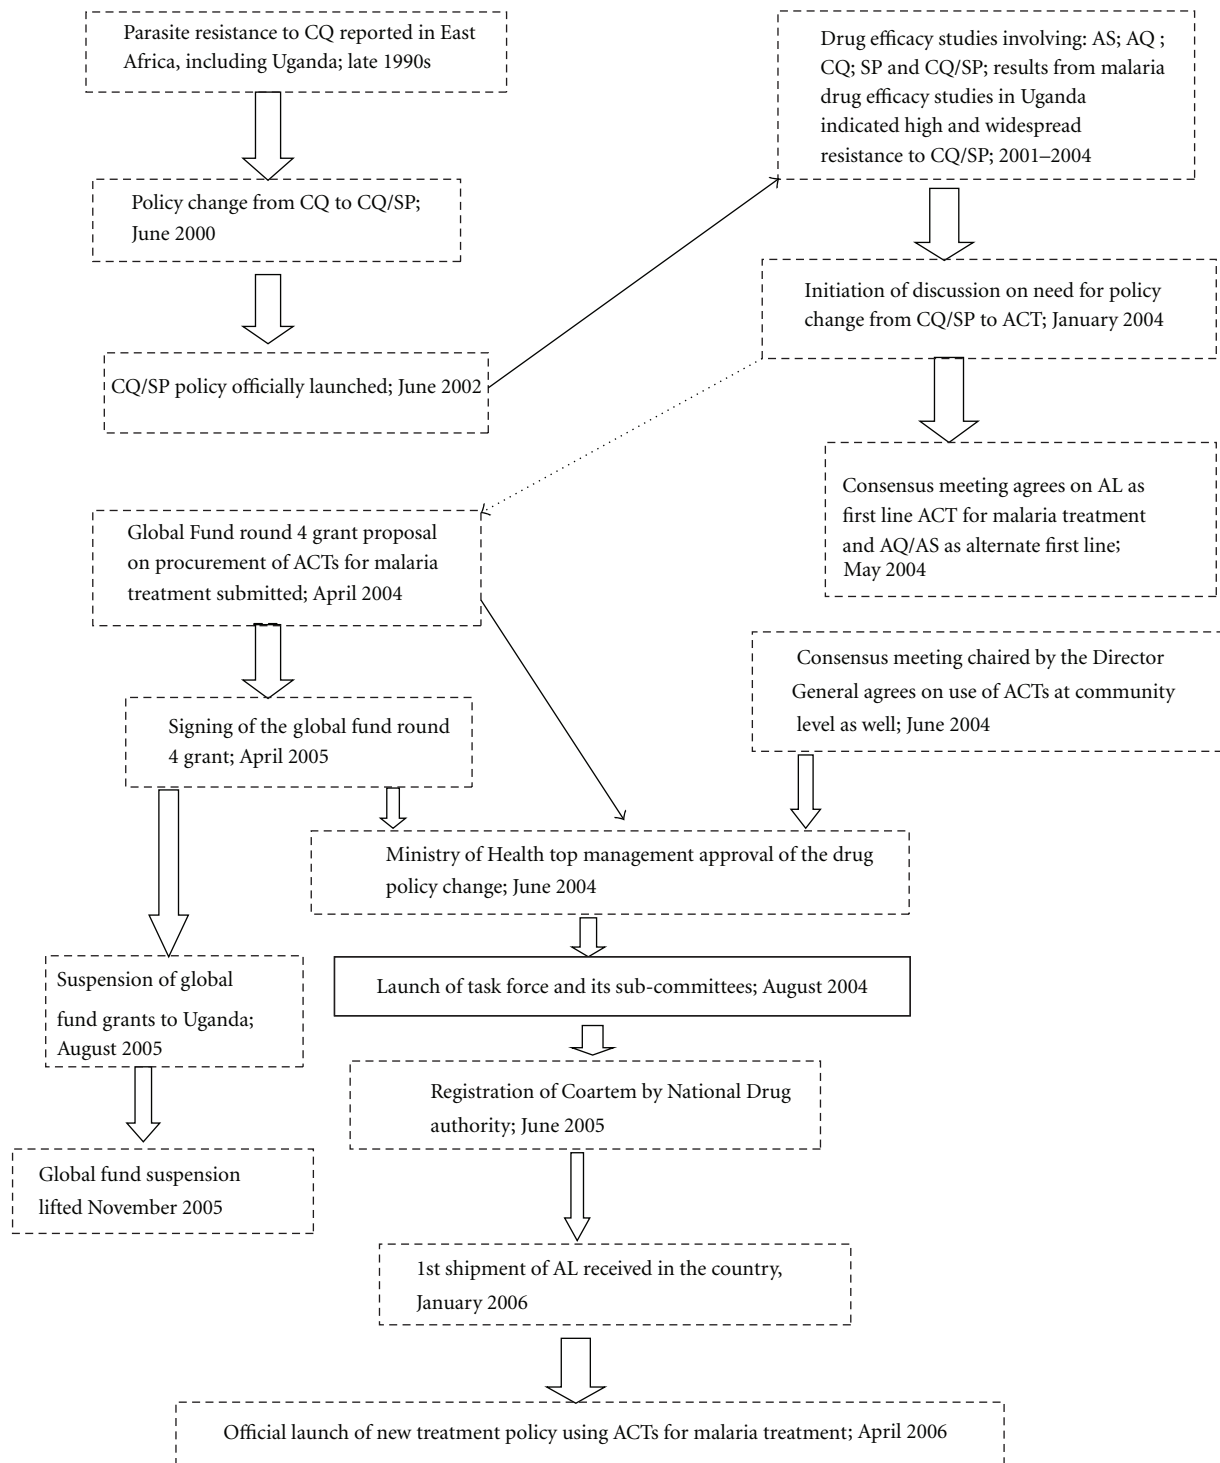 Parasite resistance to CQ reported in East
Africa, including Uganda; late 1990s
Policy change from CQ to CQ/SP;
June 2000
CQ/SP policy officially launched; June 2002
Drug efficacy studies involving: AS; AQ ;
CQ; SP and CQ/SP; results from malaria
drug efficacy studies in Uganda
indicated high and widespread
resistance to CQ/SP; 2001–2004
Initiation of discussion on need for policy
change from CQ/SP to ACT; January 2004
Consensus meeting agrees on AL as
first line ACT for malaria treatment
and AQ/AS as alternate first line;
May 2004
Global Fund round 4 grant proposal
on procurement of ACTs for malaria
treatment submitted; April 2004
Consensus meeting chaired by the Director
General agrees on use of ACTs at community
level as well; June 2004
Signing of the global fund round
4 grant; April 2005
Ministry of Health top management approval of the drug
policy change; June 2004
Suspension of global
fund grants to Uganda;
August 2005
Launch of task force and its sub-committees; August 2004
Registration of Coartem by National Drug
authority; June 2005
Global fund suspension
lifted November 2005
1st shipment of AL received in the country,
January 2006
Official launch of new treatment policy using ACTs for malaria treatment; April 2006